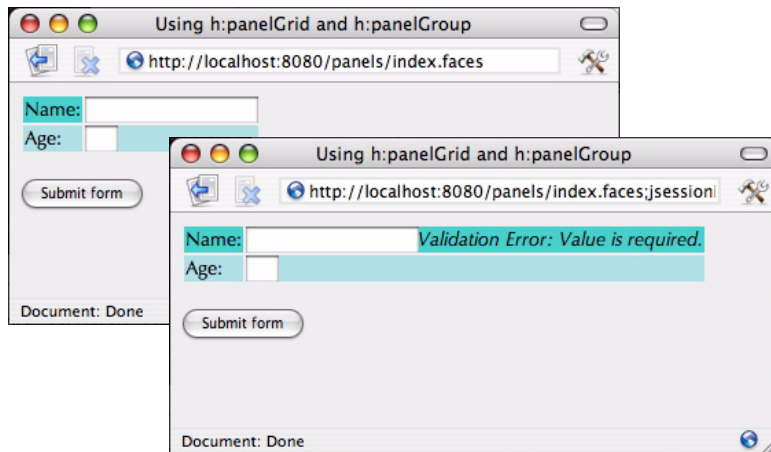 Using h:panelGrid and h:panelGroup
http://localhost:8080/panels/index.faces
Name:
Age:
Submit form
Document: Done
Using h:panelGrid and h:panelGroup
http://localhost:8080/panels/index.faces;jsessioni
Name: Validation Error: Value is required.
Age:
Submit form
Document: Done